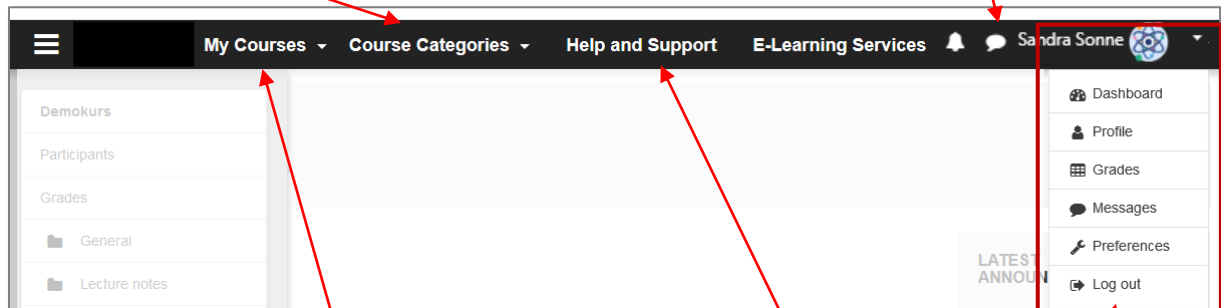 My Courses Course Categories Help and Support E-Learning Services Sandra Sonne
Demokurs
Participants
Grades
General
Lecture notes
LATEST
Dashboard
Profile
Grades
Messages
Preferences
Log out